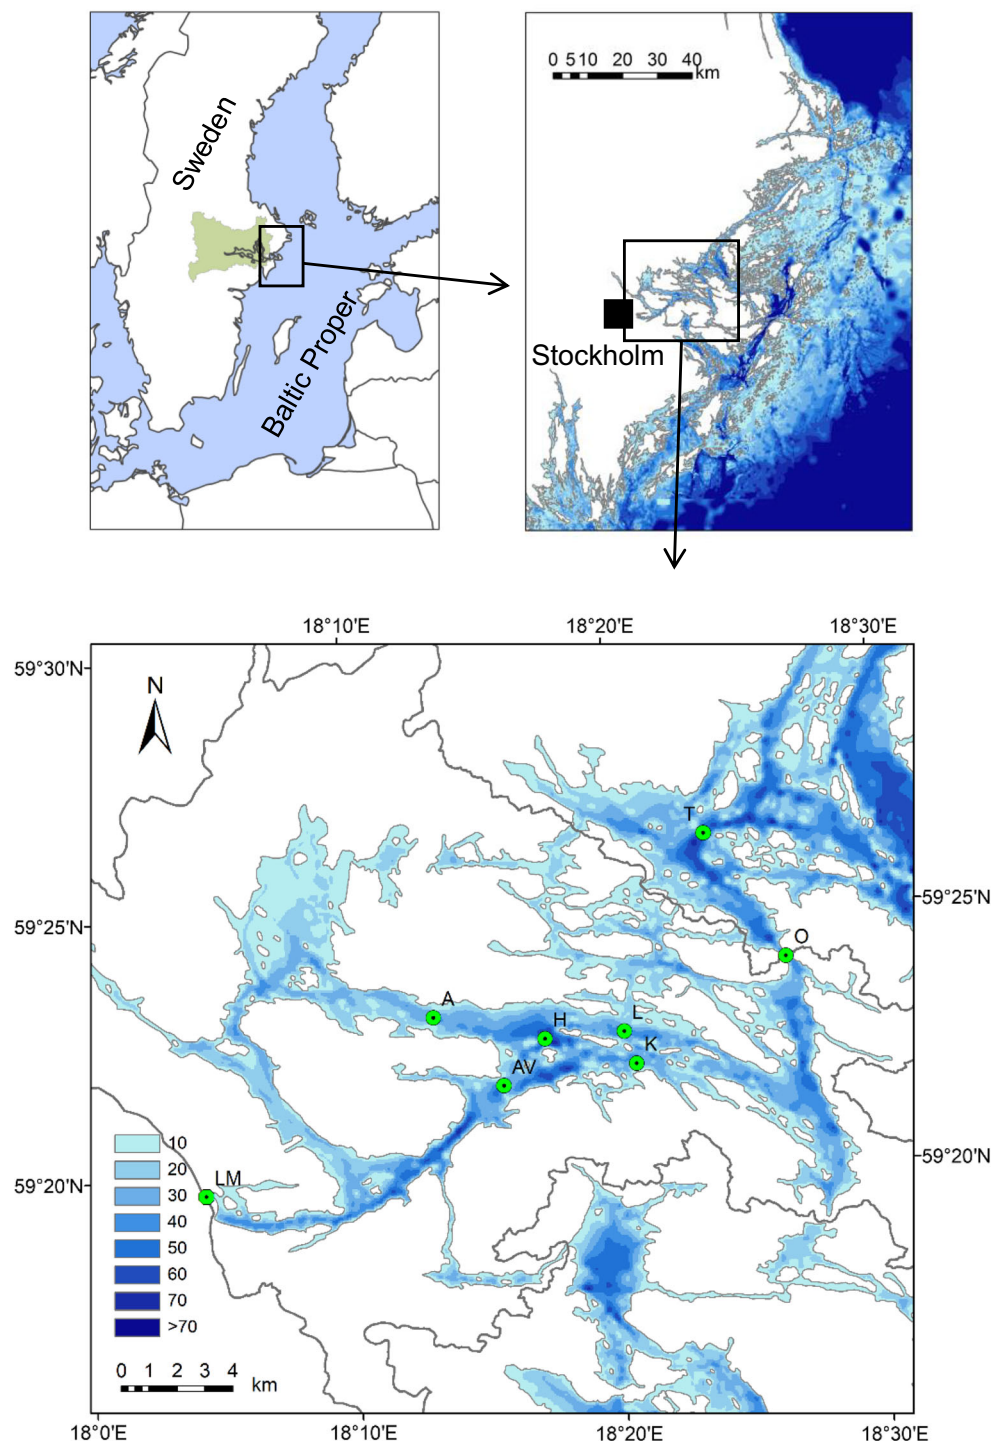 Sweden
Baltic Proper
0 5 10 20 30 40 km
Stockholm
18°10'E 18°20'E 18°30'E
59°30'N
N
T
59°25'N
59°25'N
O
A
H
L
K
AV
59°20'N
59°20'N
LM
10
20
30
40
50
60
70
>70
0 1 2 3 4 km
18°0'E 18°10'E 18°20'E 18°30'E